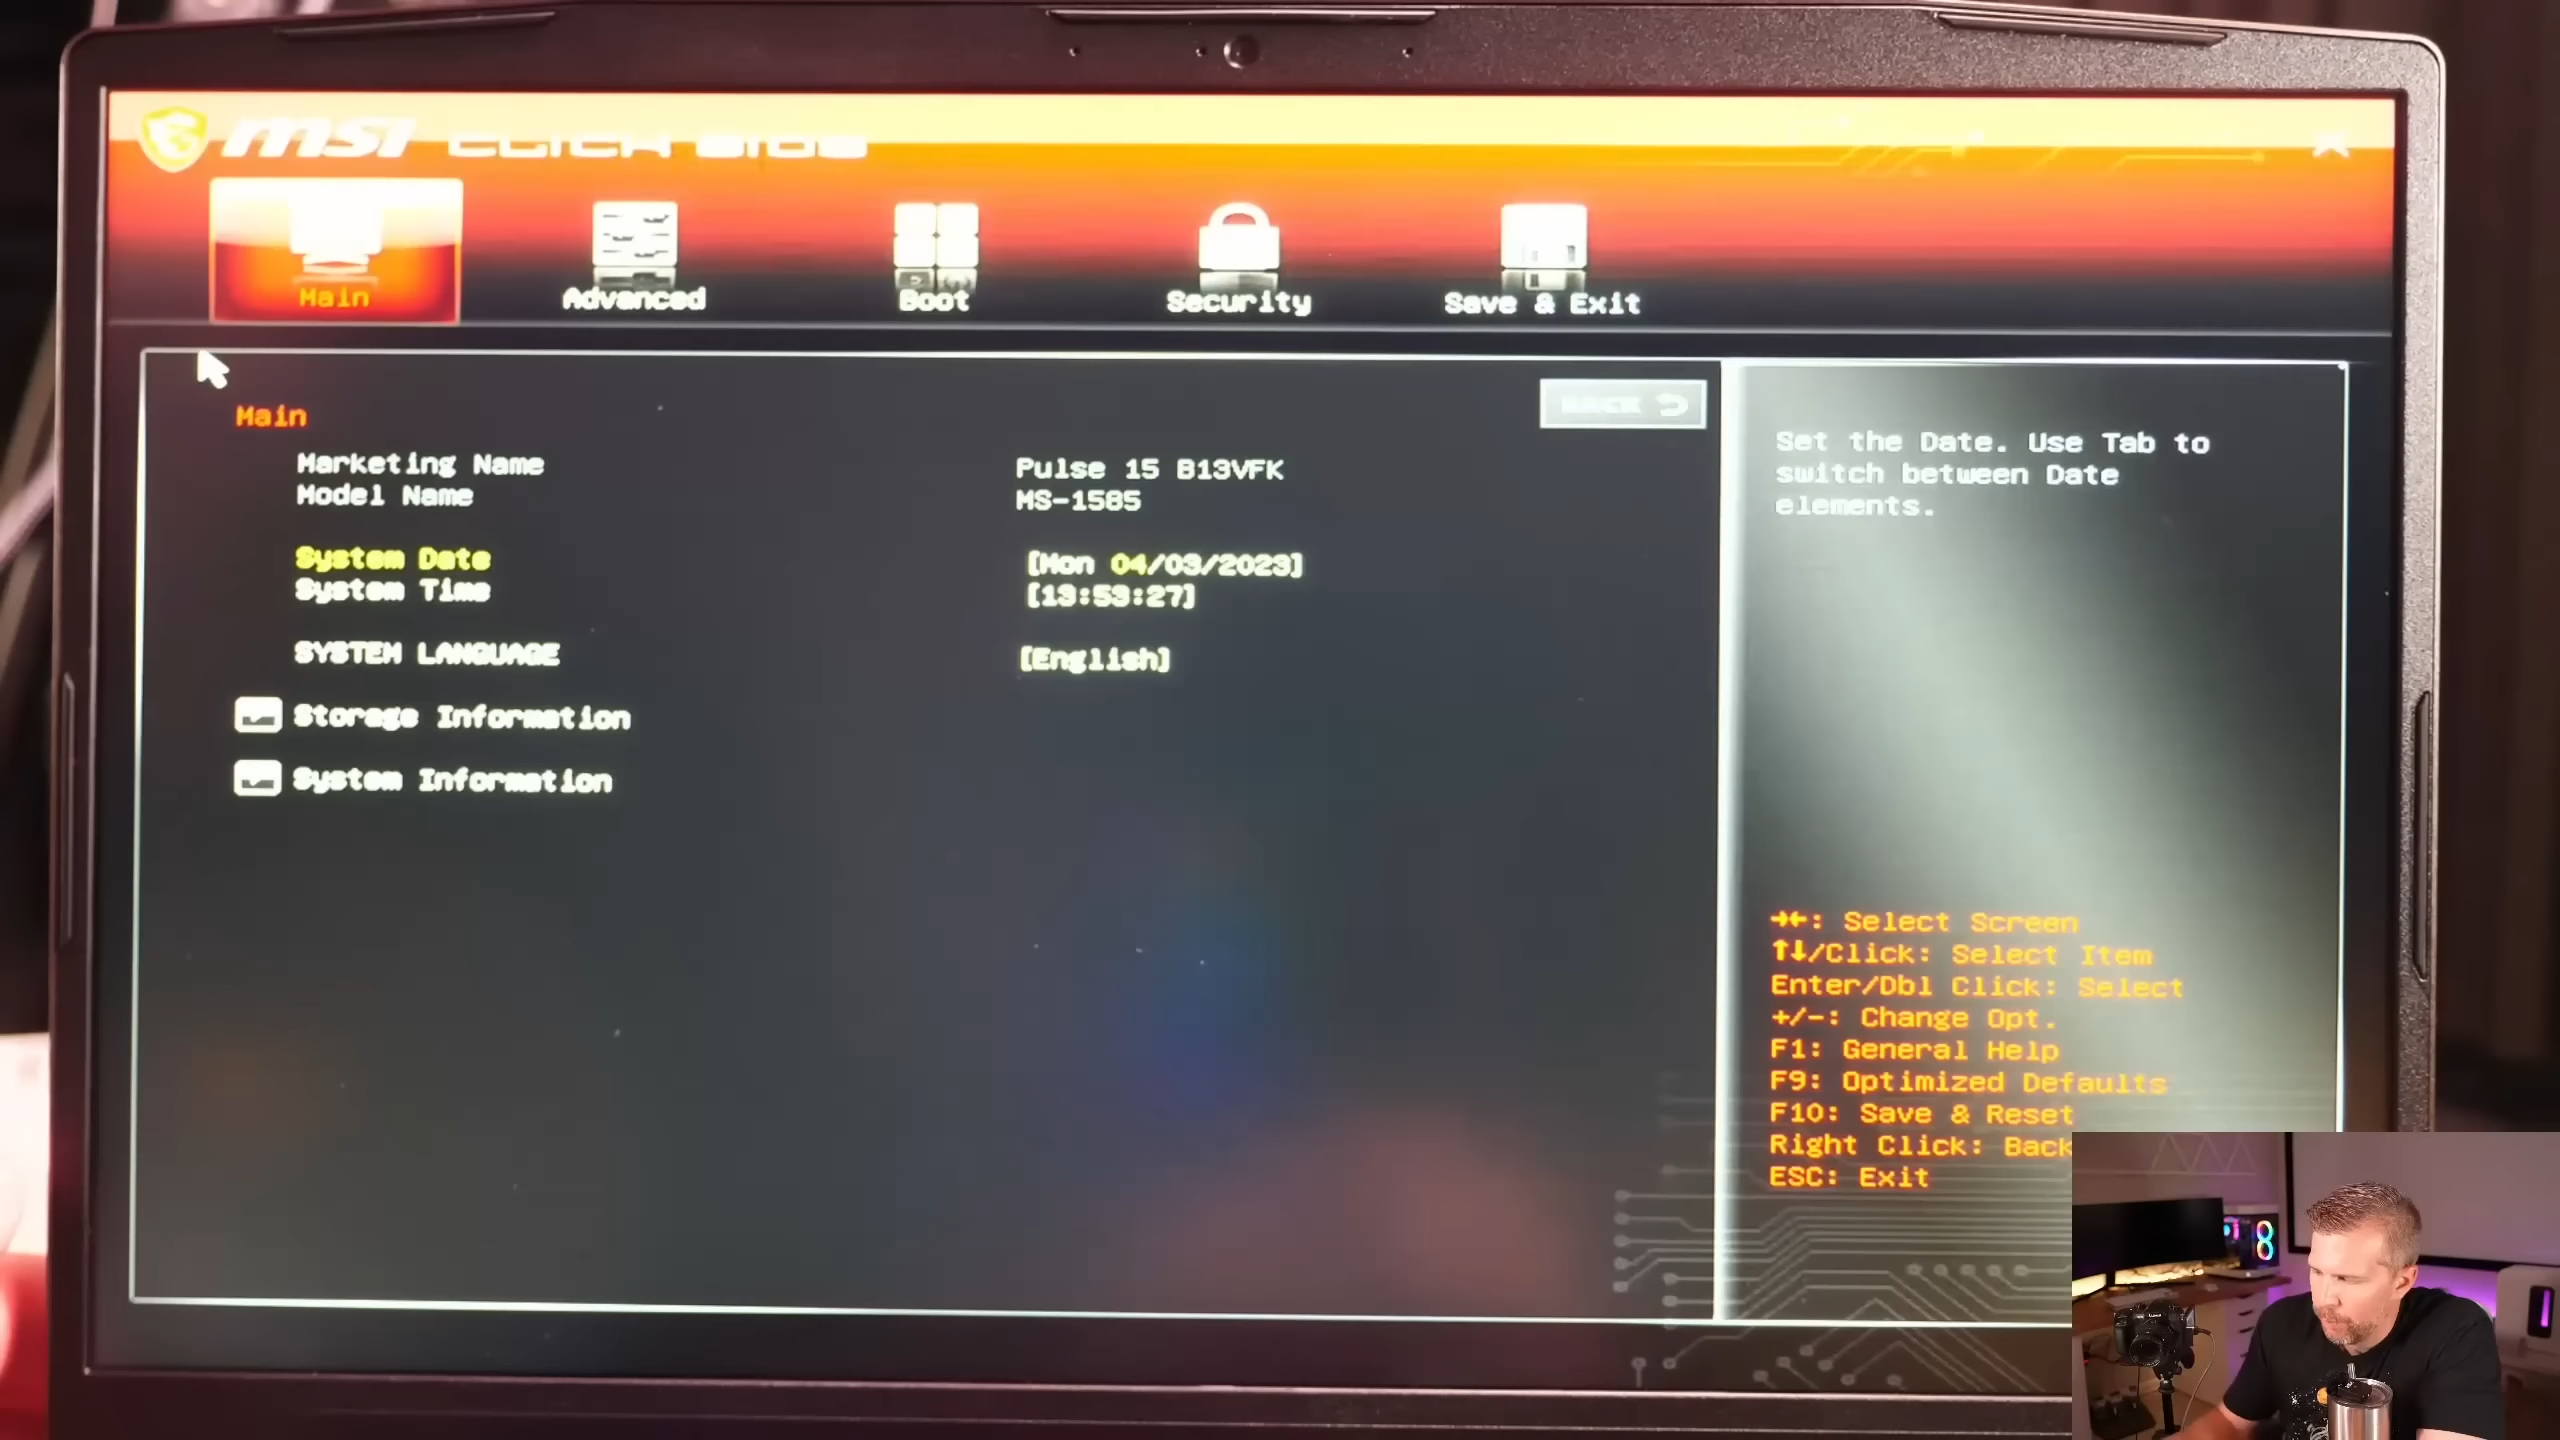 msi CLICK BIOS
Main
Advanced
Boot
Security
Save & Exit
BACK
Main
Marketing Name Pulse 15 B13VFK
Model Name MS-1585
System Date [Mon 04/03/2023]
System Time [13:53:27]
SYSTEM LANGUAGE [English]
Storage Information
System Information
Set the Date. Use Tab to
switch between Date
elements.
→←: Select Screen
↑↓/Click: Select Item
Enter/Dbl Click: Select
+/-: Change Opt.
F1: General Help
F9: Optimized Defaults
F10: Save & Reset
Right Click: Back
ESC: Exit